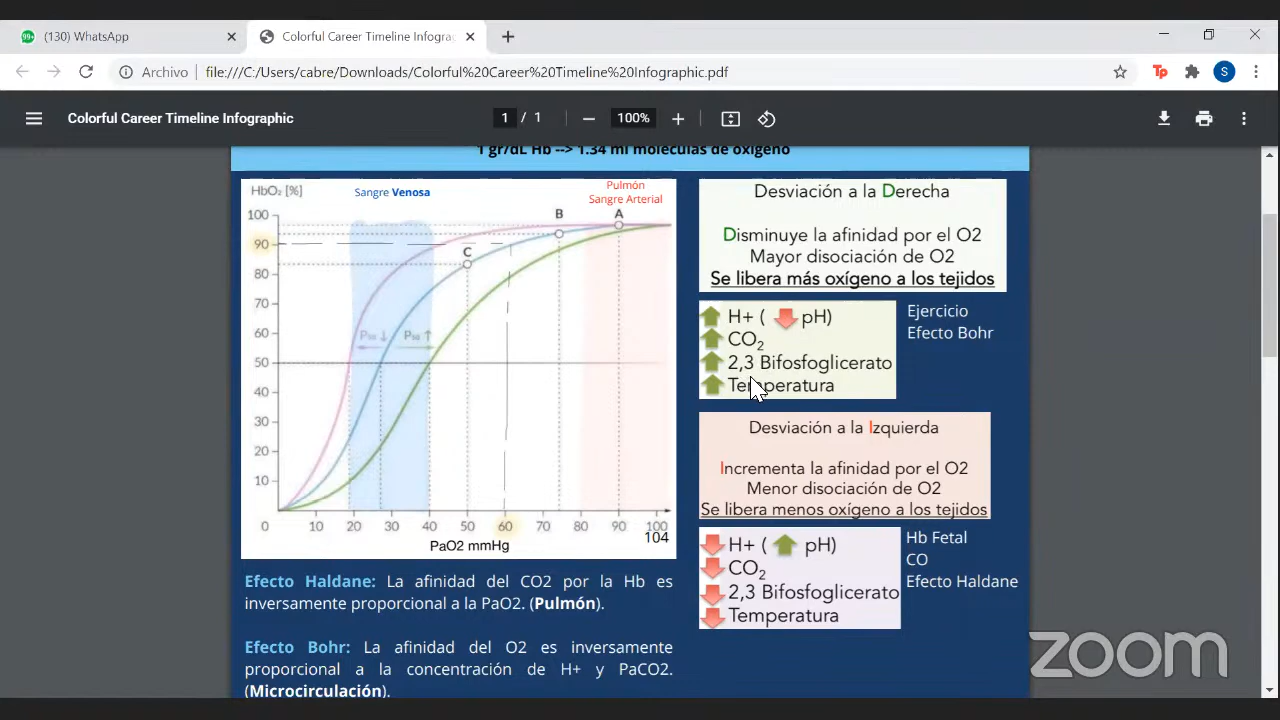 (130) WhatsApp
Colorful Career Timeline Infograp
Archivo
file:///C:/Users/cabre/Downloads/Colorful%20Career%20Timeline%20Infographic.pdf
Tp
S
Colorful Career Timeline Infographic
1 / 1
100%
1 gr/dL Hb --> 1.34 ml moléculas de oxígeno
HbO₂ [%]
Sangre Venosa
Pulmón
Sangre Arterial
100
90
80
70
60
50
40
30
20
10
B
A
C
P₅₀ ↓
P₅₀ ↑
0 10 20 30 40 50 60 70 80 90 100
104
PaO2 mmHg
Efecto Haldane: La afinidad del CO2 por la Hb es
inversamente proporcional a la PaO2. (Pulmón).
Efecto Bohr: La afinidad del O2 es inversamente
proporcional a la concentración de H+ y PaCO2.
(Microcirculación).
Desviación a la Derecha
Disminuye la afinidad por el O2
Mayor disociación de O2
Se libera más oxígeno a los tejidos
H+ ( pH)
CO₂
2,3 Bifosfoglicerato
Temperatura
Ejercicio
Efecto Bohr
Desviación a la Izquierda
Incrementa la afinidad por el O2
Menor disociación de O2
Se libera menos oxígeno a los tejidos
H+ ( pH)
CO₂
2,3 Bifosfoglicerato
Temperatura
Hb Fetal
CO
Efecto Haldane
zoom